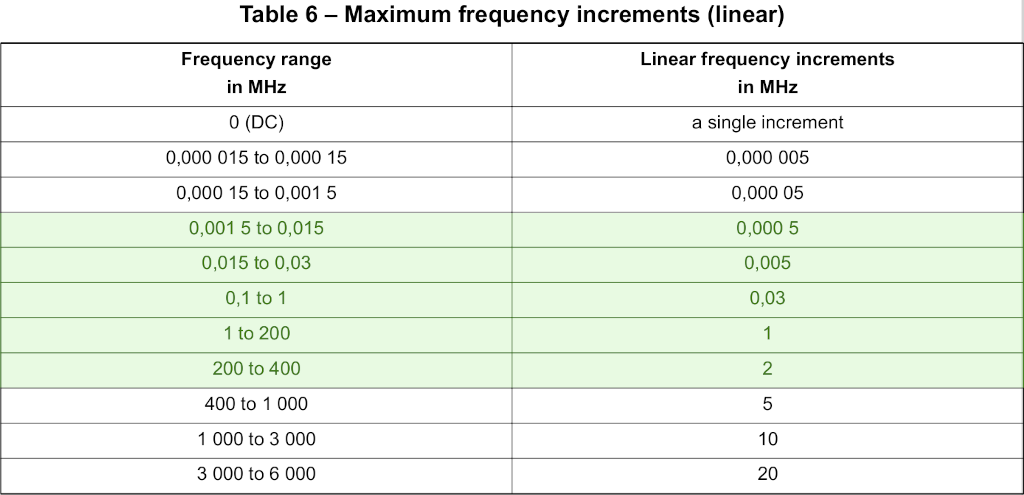 Table 6 – Maximum frequency increments (linear)
Frequency range Linear frequency increments
in MHz in MHz
0 (DC) a single increment
0,000 015 to 0,000 15 0,000 005
0,000 15 to 0,001 5 0,000 05
0,001 5 to 0,015 0,000 5
0,015 to 0,03 0,005
0,1 to 1 0,03
1 to 200 1
200 to 400 2
400 to 1 000 5
1 000 to 3 000 10
3 000 to 6 000 20